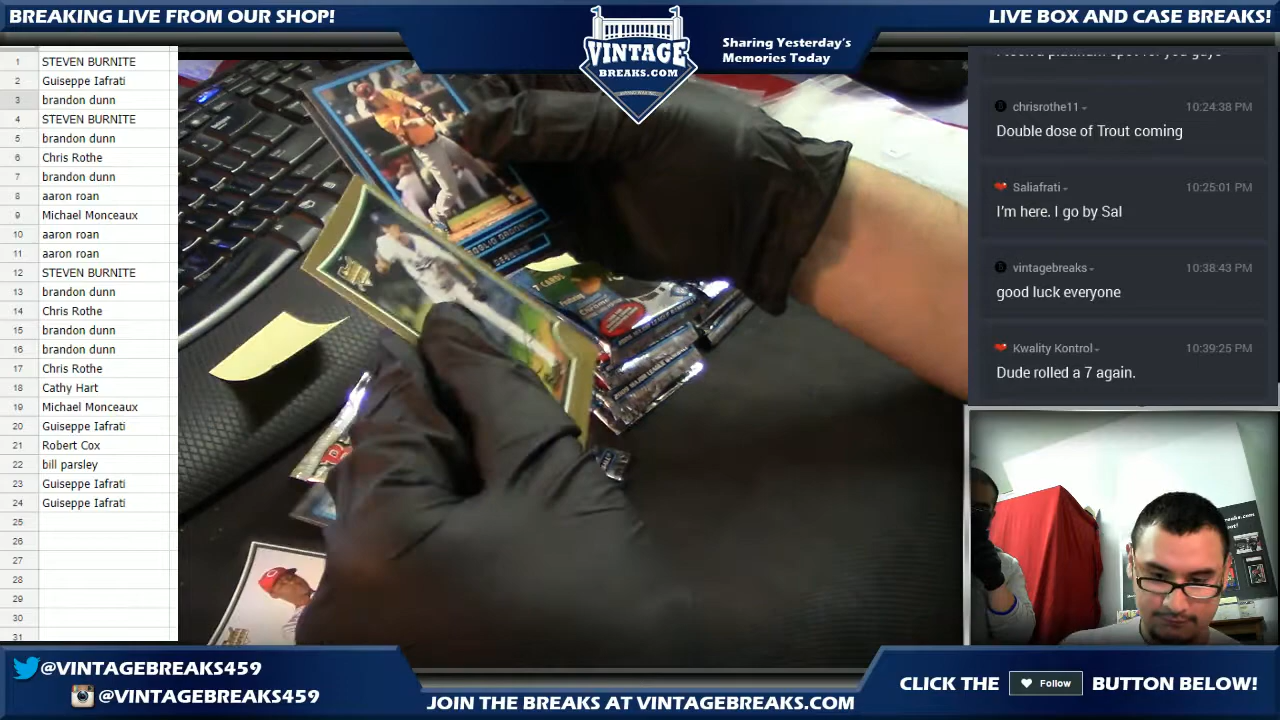 BREAKING LIVE FROM OUR SHOP!
VINTAGE
BREAKS.COM
Sharing Yesterday's
Memories Today
LIVE BOX AND CASE BREAKS!
1 STEVEN BURNITE
2 Guiseppe Iafrati
3 brandon dunn
4 STEVEN BURNITE
5 brandon dunn
6 Chris Rothe
7 brandon dunn
8 aaron roan
9 Michael Monceaux
10 aaron roan
11 aaron roan
12 STEVEN BURNITE
13 brandon dunn
14 Chris Rothe
15 brandon dunn
16 brandon dunn
17 Chris Rothe
18 Cathy Hart
19 Michael Monceaux
20 Guiseppe Iafrati
21 Robert Cox
22 bill parsley
23 Guiseppe Iafrati
24 Guiseppe Iafrati
25
26
27
28
29
30
31
7 CARDS
chrisrothe11 10:24:38 PM
Double dose of Trout coming
Saliafrati 10:25:01 PM
I'm here. I go by Sal
vintagebreaks 10:38:43 PM
good luck everyone
Kwality Kontrol 10:39:25 PM
Dude rolled a 7 again.
@VINTAGEBREAKS459
@VINTAGEBREAKS459
JOIN THE BREAKS AT VINTAGEBREAKS.COM
CLICK THE Follow BUTTON BELOW!